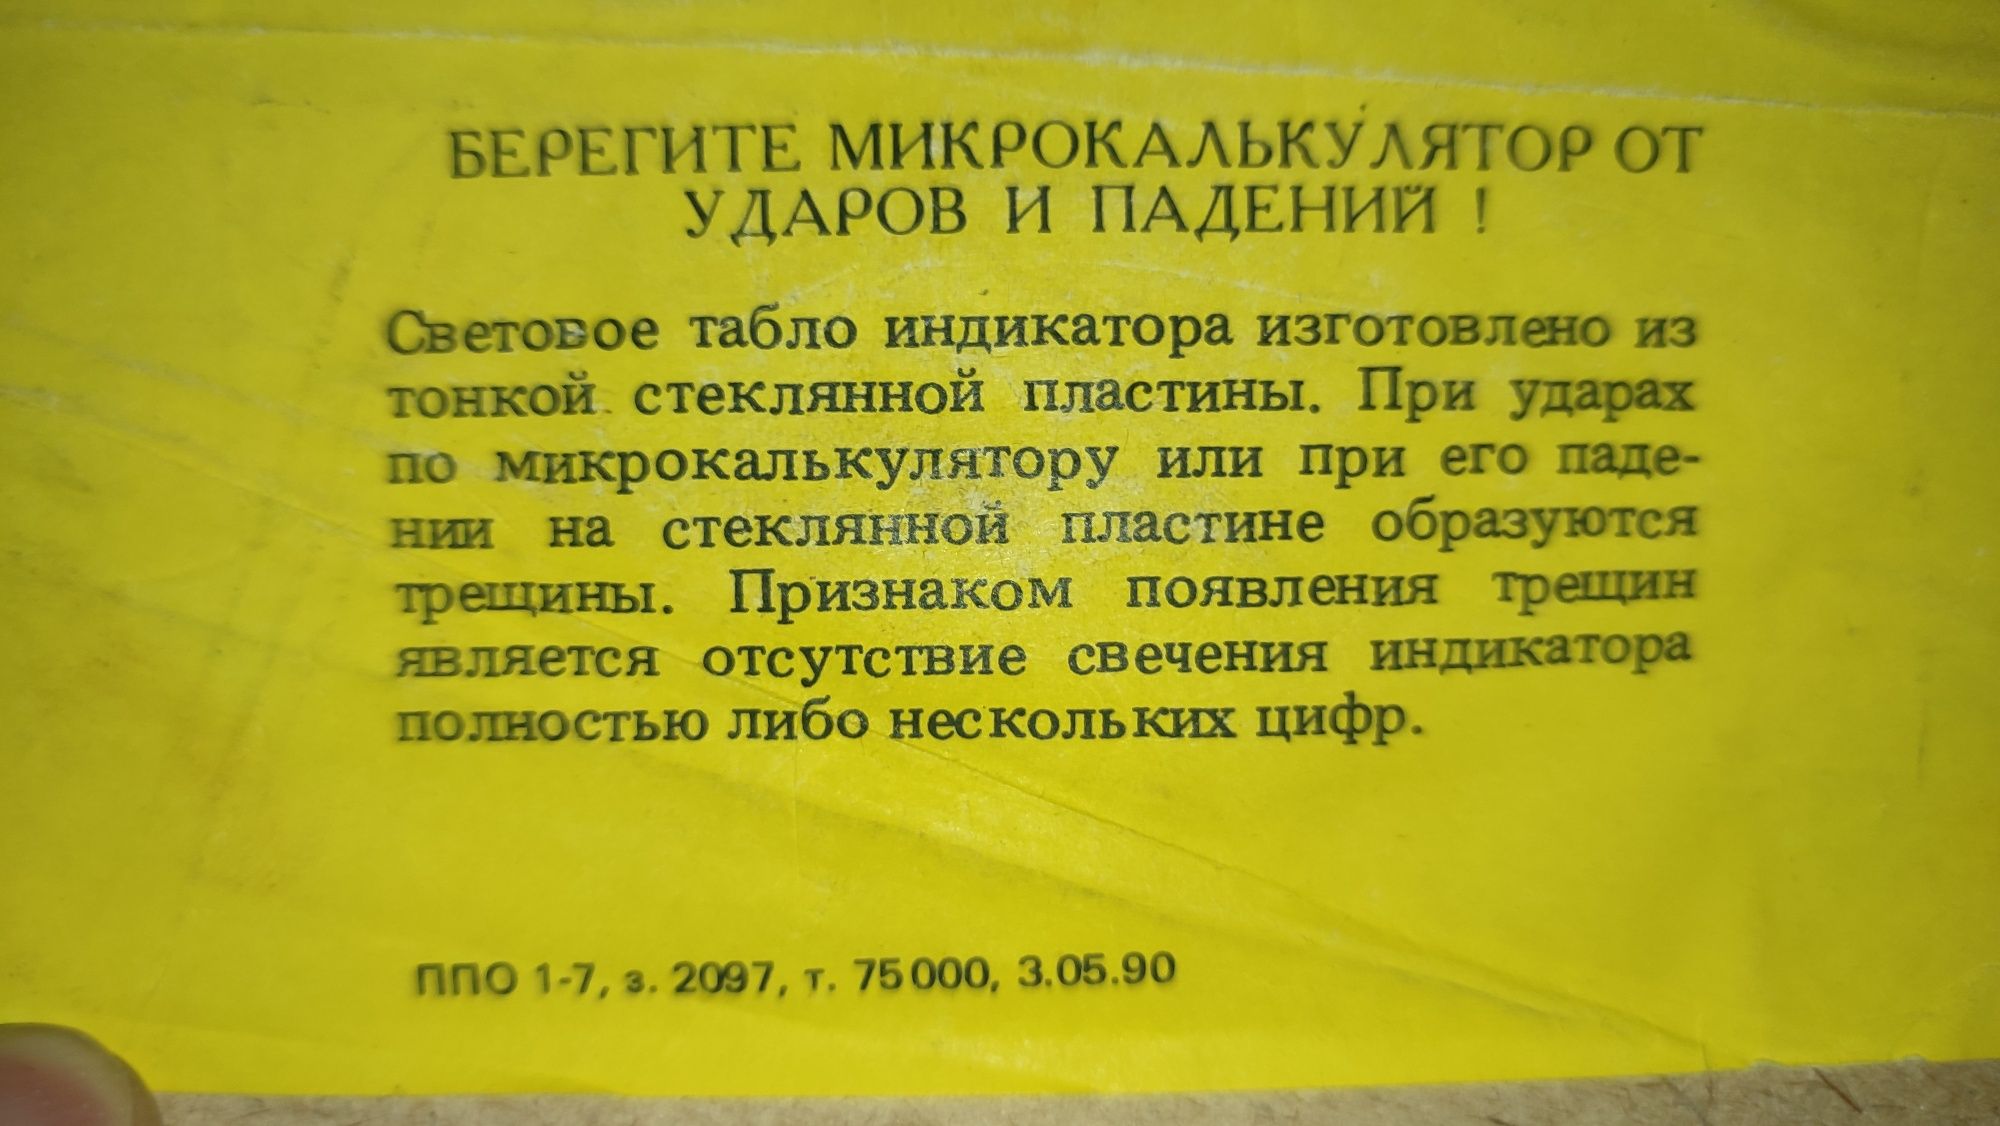 БЕРЕГИТЕ МИКРОКАЛЬКУЛЯТОР ОТ
УДАРОВ И ПАДЕНИЙ !
Световое табло индикатора изготовлено из
тонкой стеклянной пластины. При ударах
по микрокалькулятору или при его паде-
нии на стеклянной пластине образуются
трещины. Признаком появления трещин
является отсутствие свечения индикатора
полностью либо нескольких цифр.
ППО 1-7, з. 2097, т. 75000, 3.05.90